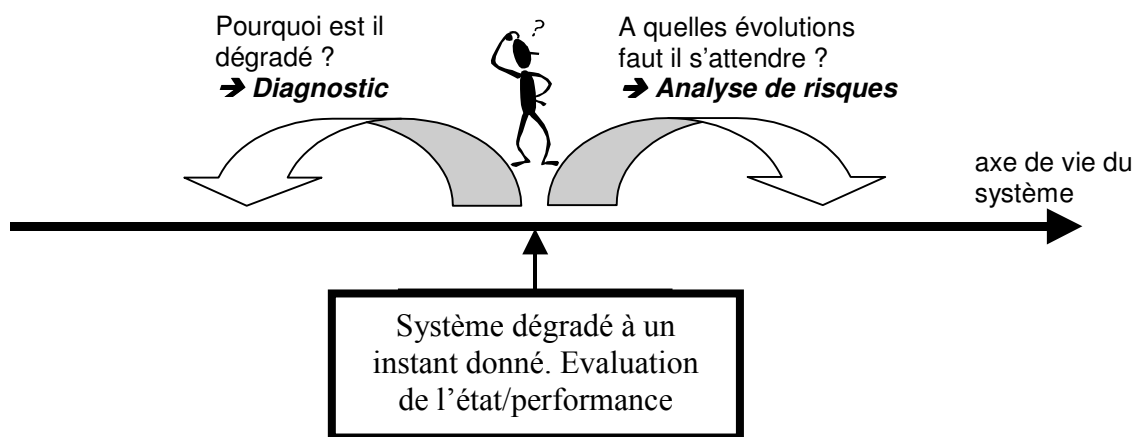 Pourquoi est il
dégradé ?
➔ Diagnostic
?
A quelles évolutions
faut il s’attendre ?
➔ Analyse de risques
axe de vie du
système
Système dégradé à un
instant donné. Evaluation
de l’état/performance